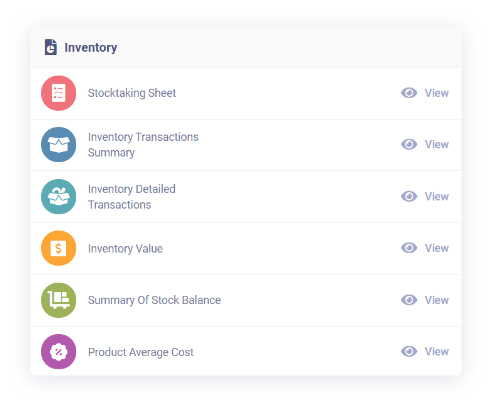 Inventory
Stocktaking Sheet
View
Inventory Transactions
Summary
View
Inventory Detailed
Transactions
View
Inventory Value
View
Summary Of Stock Balance
View
Product Average Cost
View